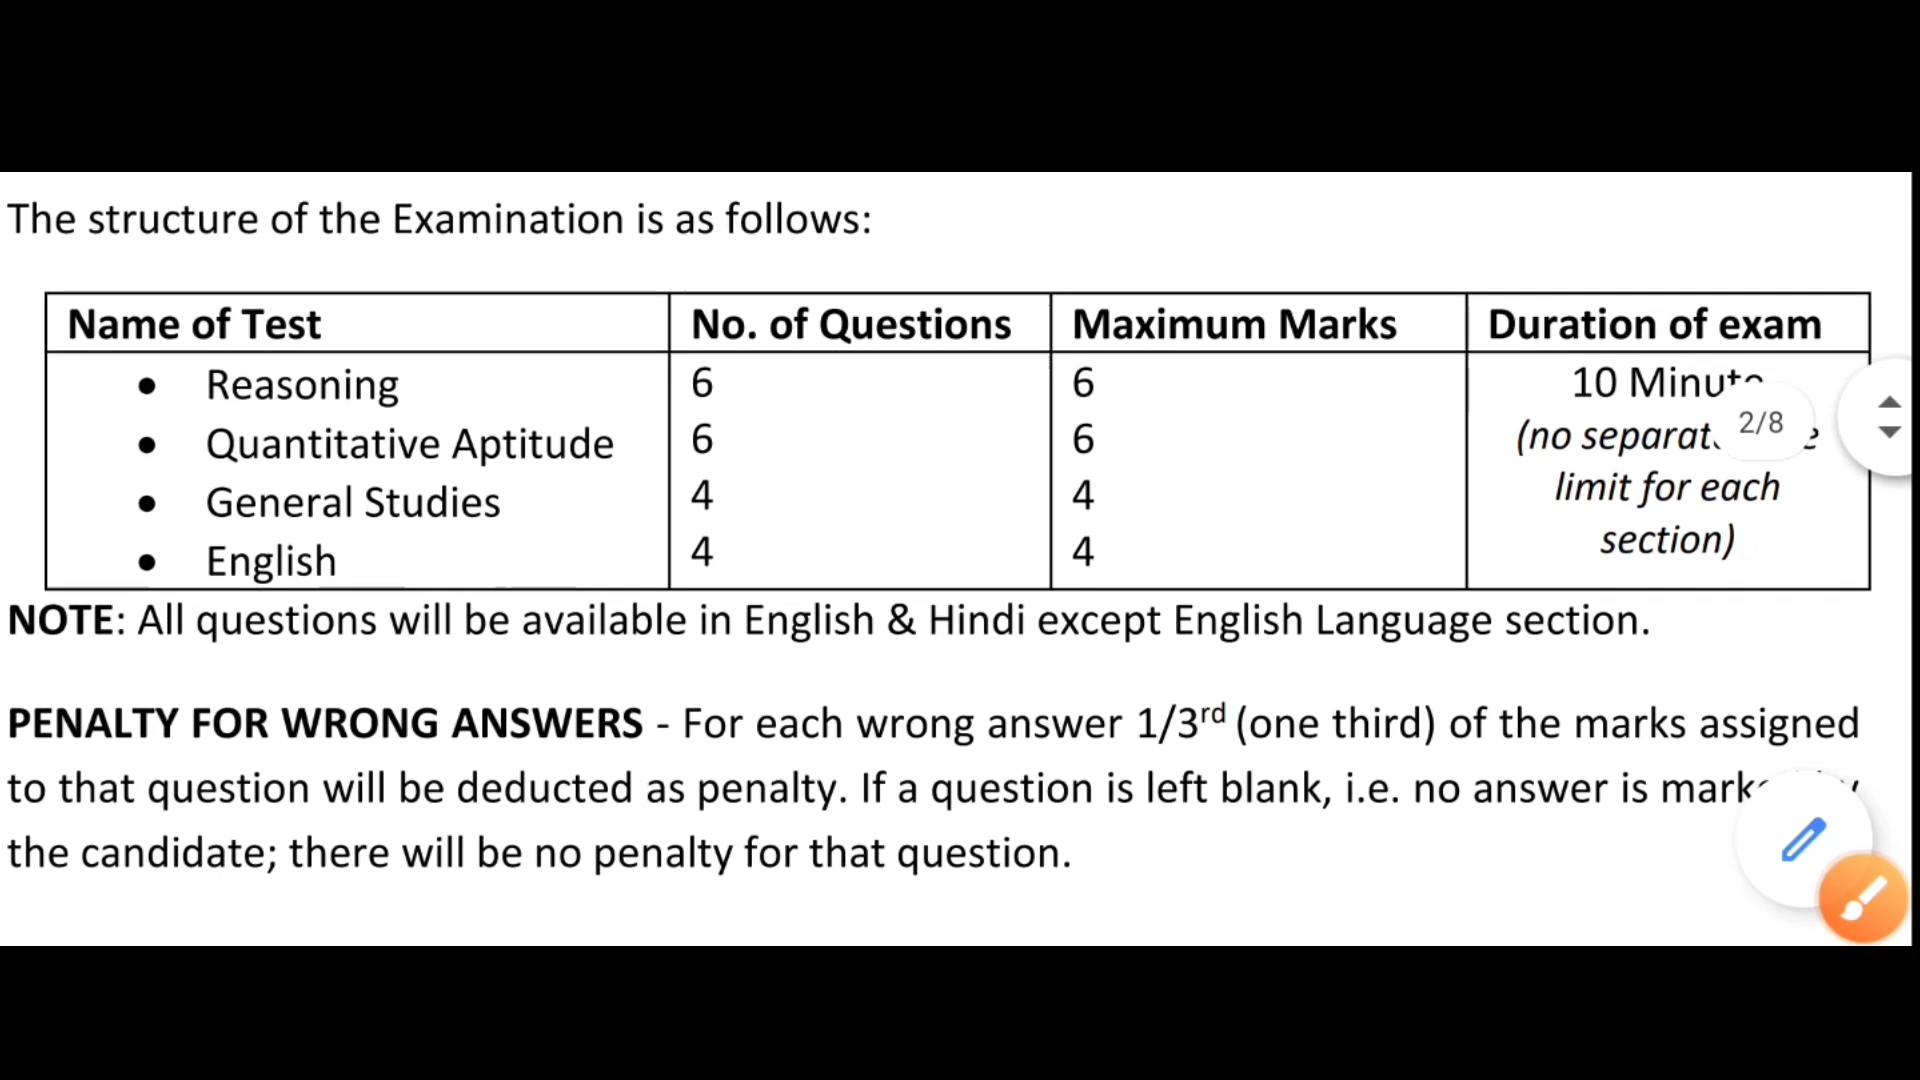 The structure of the Examination is as follows:
Name of Test No. of Questions Maximum Marks Duration of exam
• Reasoning 6 6 10
• Quantitative Aptitude 6 6 (no
• General Studies 4 4 limit for each
• English 4 4 section)
2/8
NOTE: All questions will be available in English & Hindi except English Language section.
PENALTY FOR WRONG ANSWERS - For each wrong answer 1/3rd (one third) of the marks assigned
to that question will be deducted as penalty. If a question is left blank, i.e. no answer is
the candidate; there will be no penalty for that question.